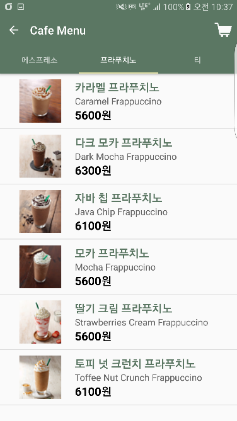 100% 오전 10:37
Cafe Menu
에스프레소 프라푸치노 티
카라멜 프라푸치노
Caramel Frappuccino
5600원
다크 모카 프라푸치노
Dark Mocha Frappuccino
6300원
자바 칩 프라푸치노
Java Chip Frappuccino
6100원
모카 프라푸치노
Mocha Frappuccino
5600원
딸기 크림 프라푸치노
Strawberries Cream Frappuccino
5600원
토피 넛 크런치 프라푸치노
Toffee Nut Crunch Frappuccino
6100원